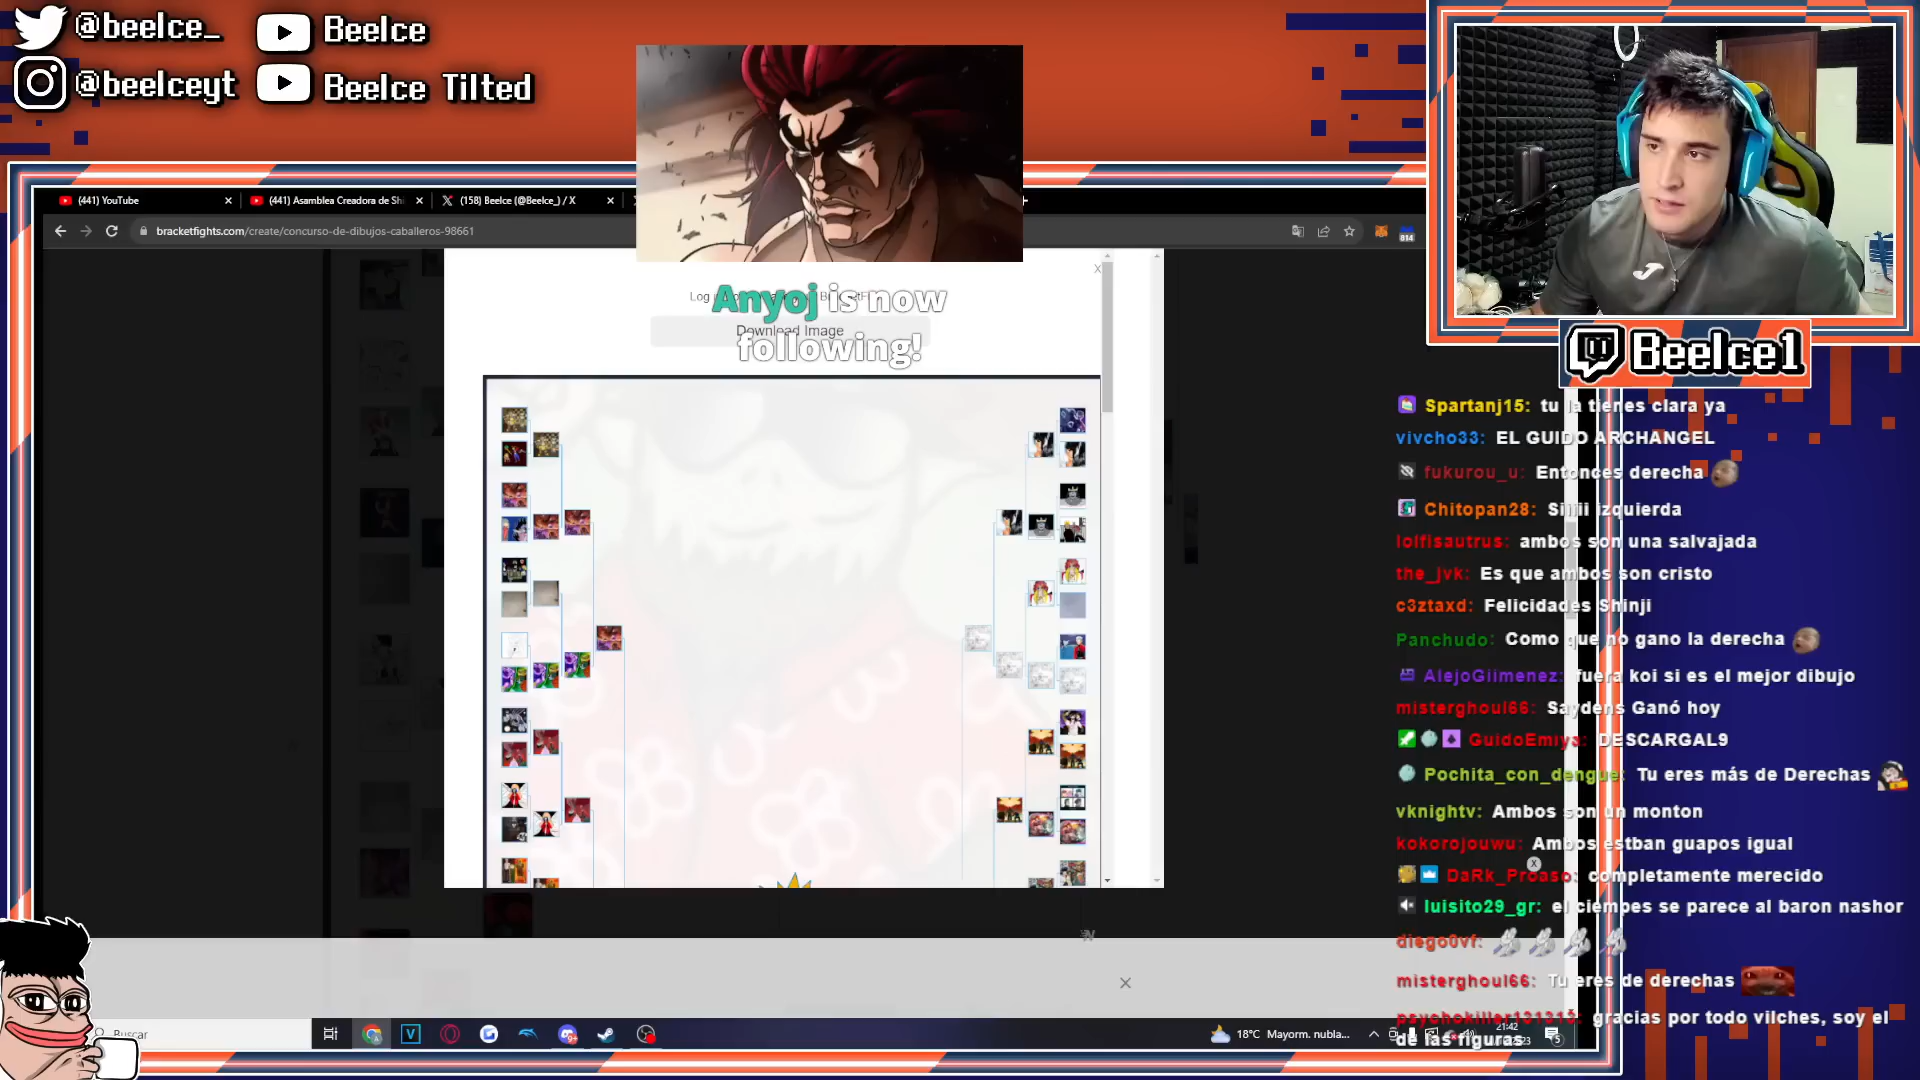 @beelce_
Beelce
@beelceyt
Beelce Tilted
(441) YouTube
(441) Asamblea Creadora de Shi
(158) Beelce (@Beelce_) / X
bracketfights.com/create/concurso-de-dibujos-caballeros-98661
814
X
Anyoj is now
following!
Download Image
Beelce1
Spartanj15: tu la tienes clara ya
vivcho33: EL GUIDO ARCHANGEL
fukurou_u: Entonces derecha
Chitopan28: Siiii izquierda
lolfisautrus: ambos son una salvajada
the_jvk: Es que ambos son cristo
c3ztaxd: Felicidades Shinji
Panchudo: Como que no gano la derecha
AlejoGiimenez: fuera koi si es el mejor dibujo
misterghoul66: Saydens Ganó hoy
GuidoEmiya: DESCARGAL9
Pochita_con_dengue: Tu eres más de Derechas
vknightv: Ambos son un monton
kokorojouwu: Ambos estban guapos igual
DaRk_Proaso: completamente merecido
luisito29_gr: el ciempes se parece al baron nashor
diego0vf:
misterghoul66: Tu eres de derechas
psychokiller131313: gracias por todo vilches, soy el
de las figuras
Buscar
18°C Mayorm. nubla...
21:42
5